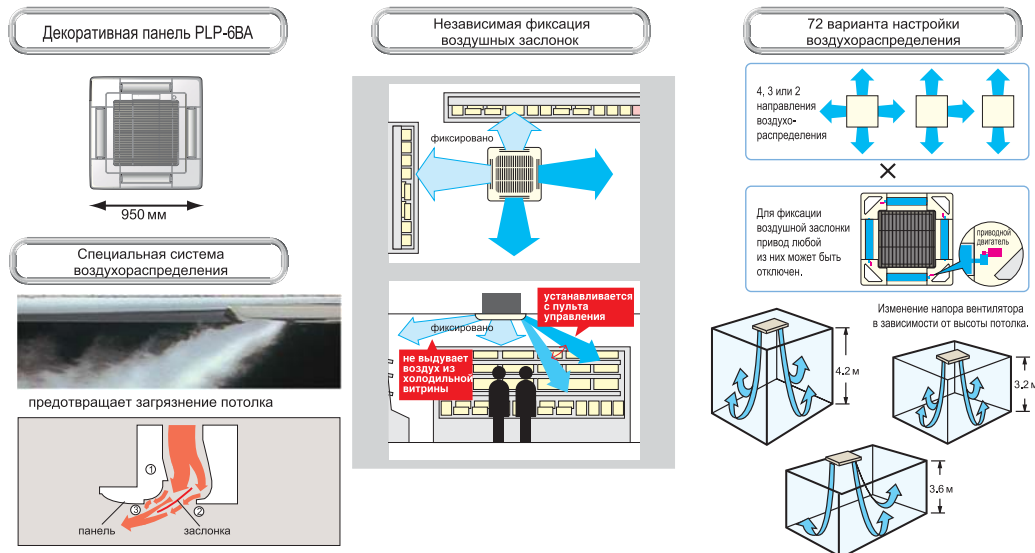 Декоративная панель PLP-6BA
950 мм
Специальная система
воздухораспределения
предотвращает загрязнение потолка
①
③
②
панель
заслонка
Независимая фиксация
воздушных заслонок
фиксировано
фиксировано
устанавливается
с пульта
управления
не выдувает
воздух из
холодильной
витрины
72 варианта настройки
воздухораспределения
4, 3 или 2
направления
воздухо-
распределения
×
Для фиксации
воздушной заслонки
привод любой
из них может быть
отключен.
приводной
двигатель
Изменение напора вентилятора
в зависимости от высоты потолка.
4.2 м
3.2 м
3.6 м